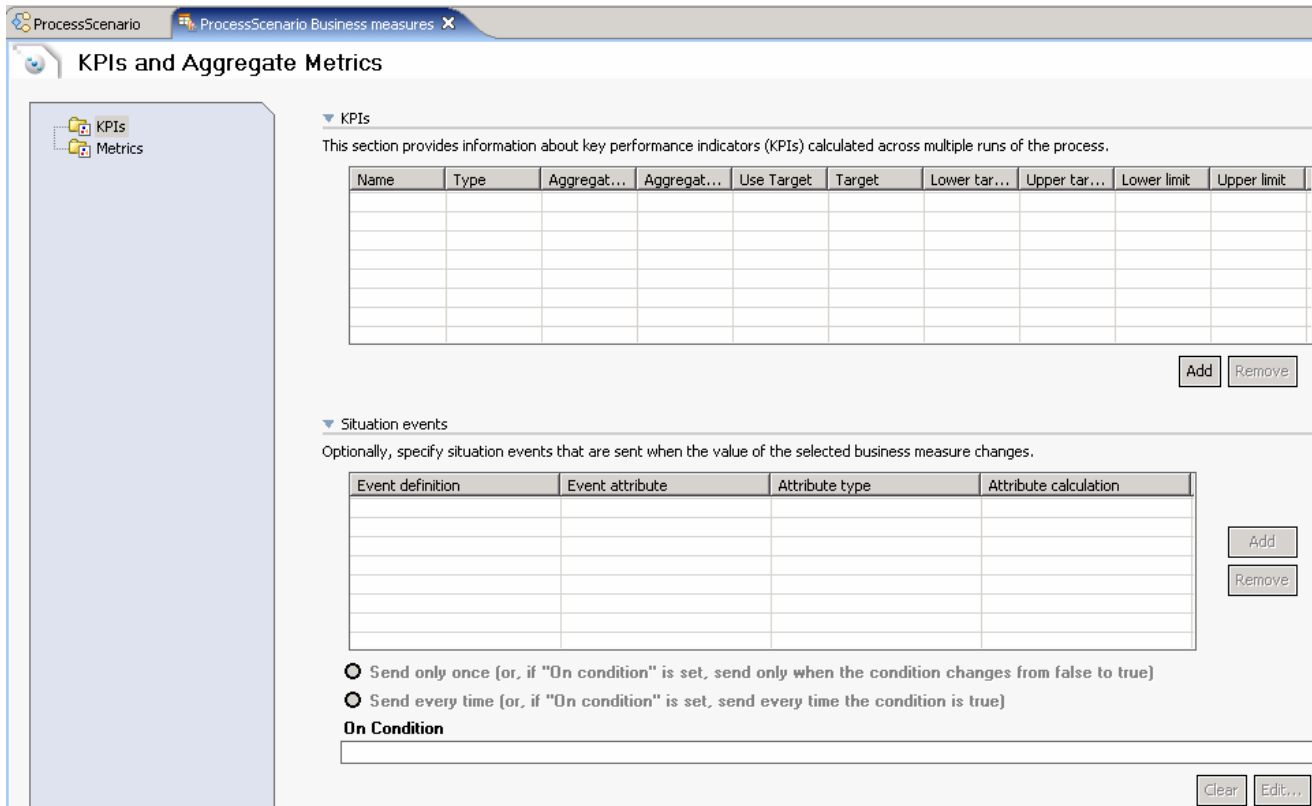 ProcessScenario ProcessScenario Business measures
KPIs and Aggregate Metrics
KPIs
Metrics
KPIs
This section provides information about key performance indicators (KPIs) calculated across multiple runs of the process.
Name Type Aggregat... Aggregat... Use Target Target Lower tar... Upper tar... Lower limit Upper limit
Add Remove
Situation events
Optionally, specify situation events that are sent when the value of the selected business measure changes.
Event definition Event attribute Attribute type Attribute calculation
Add
Remove
Send only once (or, if "On condition" is set, send only when the condition changes from false to true)
Send every time (or, if "On condition" is set, send every time the condition is true)
On Condition
Clear Edit...